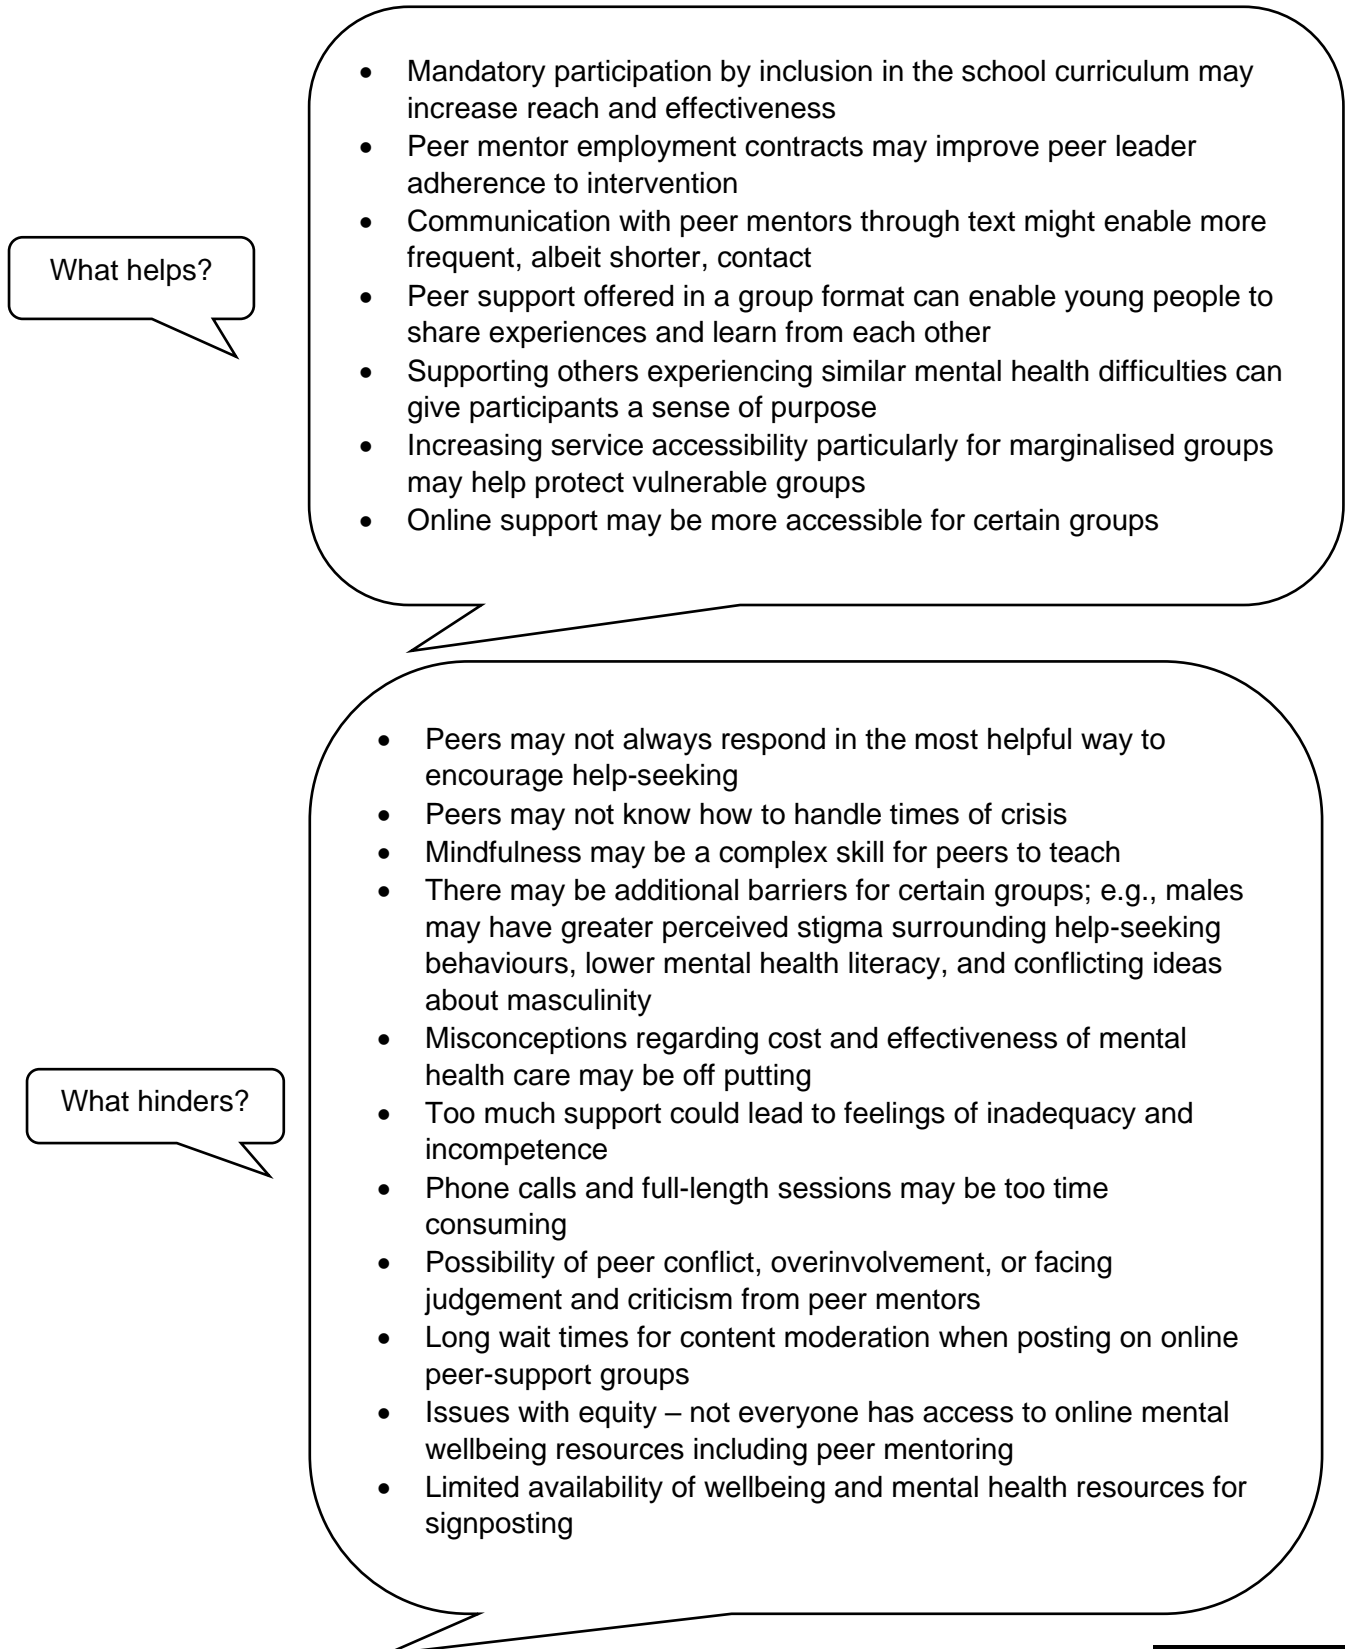 What helps?
• Mandatory participation by inclusion in the school curriculum may
increase reach and effectiveness
• Peer mentor employment contracts may improve peer leader
adherence to intervention
• Communication with peer mentors through text might enable more
frequent, albeit shorter, contact
• Peer support offered in a group format can enable young people to
share experiences and learn from each other
• Supporting others experiencing similar mental health difficulties can
give participants a sense of purpose
• Increasing service accessibility particularly for marginalised groups
may help protect vulnerable groups
• Online support may be more accessible for certain groups
What hinders?
• Peers may not always respond in the most helpful way to
encourage help-seeking
• Peers may not know how to handle times of crisis
• Mindfulness may be a complex skill for peers to teach
• There may be additional barriers for certain groups; e.g., males
may have greater perceived stigma surrounding help-seeking
behaviours, lower mental health literacy, and conflicting ideas
about masculinity
• Misconceptions regarding cost and effectiveness of mental
health care may be off putting
• Too much support could lead to feelings of inadequacy and
incompetence
• Phone calls and full-length sessions may be too time
consuming
• Possibility of peer conflict, overinvolvement, or facing
judgement and criticism from peer mentors
• Long wait times for content moderation when posting on online
peer-support groups
• Issues with equity – not everyone has access to online mental
wellbeing resources including peer mentoring
• Limited availability of wellbeing and mental health resources for
signposting